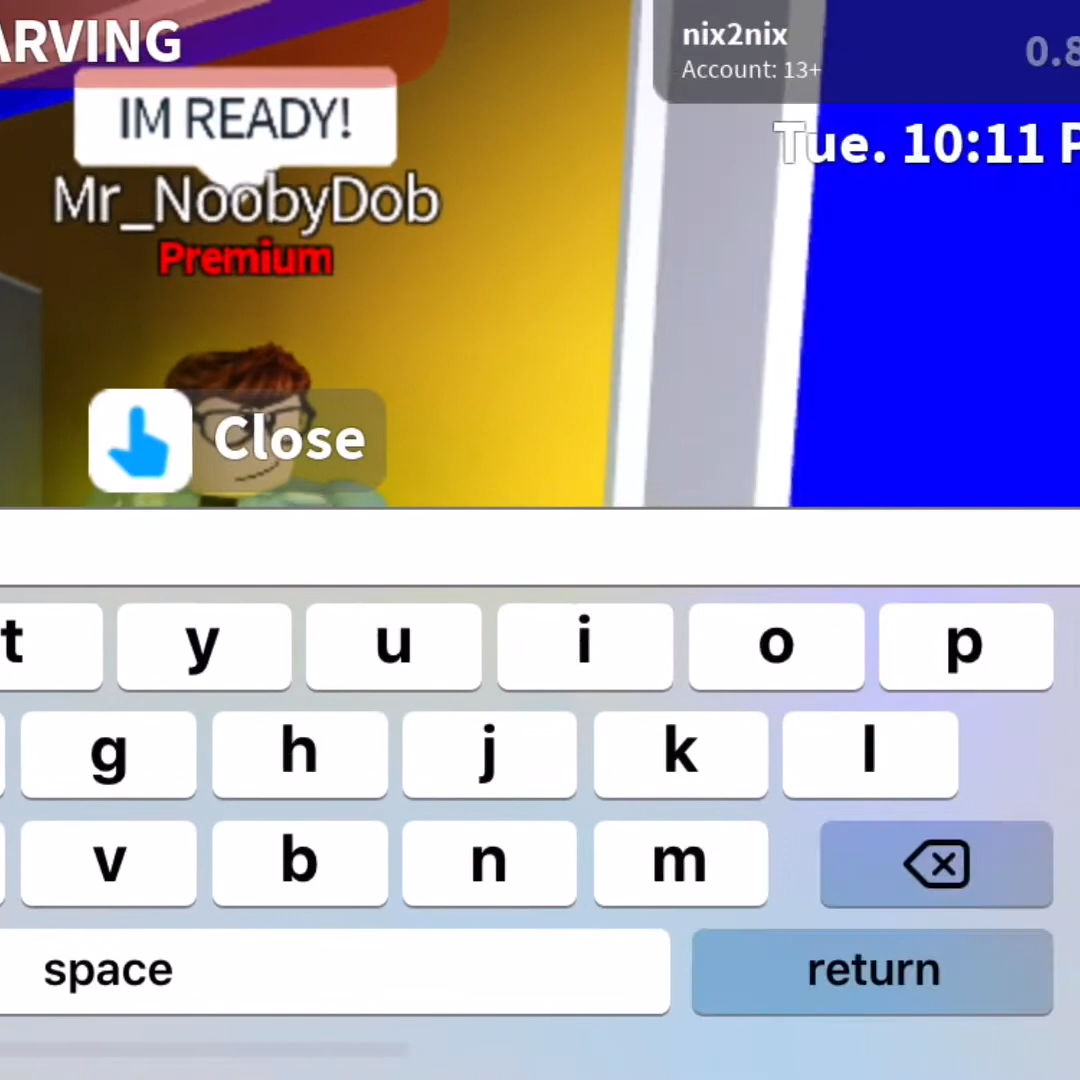 ARVING
nix2nix
Account: 13+
0.8
IM READY!
Tue. 10:11 P
Mr_NoobyDob
Premium
Close
t y u i o p
g h j k l
v b n m
space return